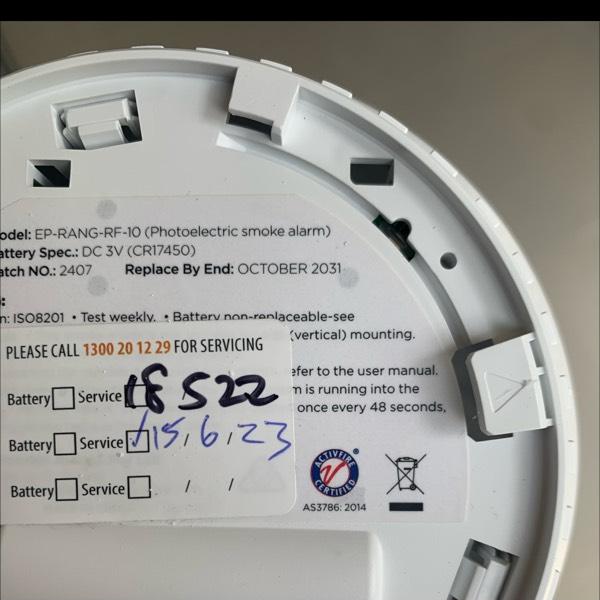 odel: EP-RANG-RF-10 (Photoelectric smoke alarm)
attery Spec.: DC 3V (CR17450)
atch NO.: 2407 Replace By End: OCTOBER 2031
:
n: ISO8201 • Test weekly. • Battery non-replaceable-see
(vertical) mounting.
efer to the user manual.
m is running into the
once every 48 seconds,
PLEASE CALL 1300 20 12 29 FOR SERVICING
Battery Service 18 5 22
Battery Service 15/6/23
Battery Service / /
ACTIVFIRE
CERTIFIED
®
AS3786: 2014